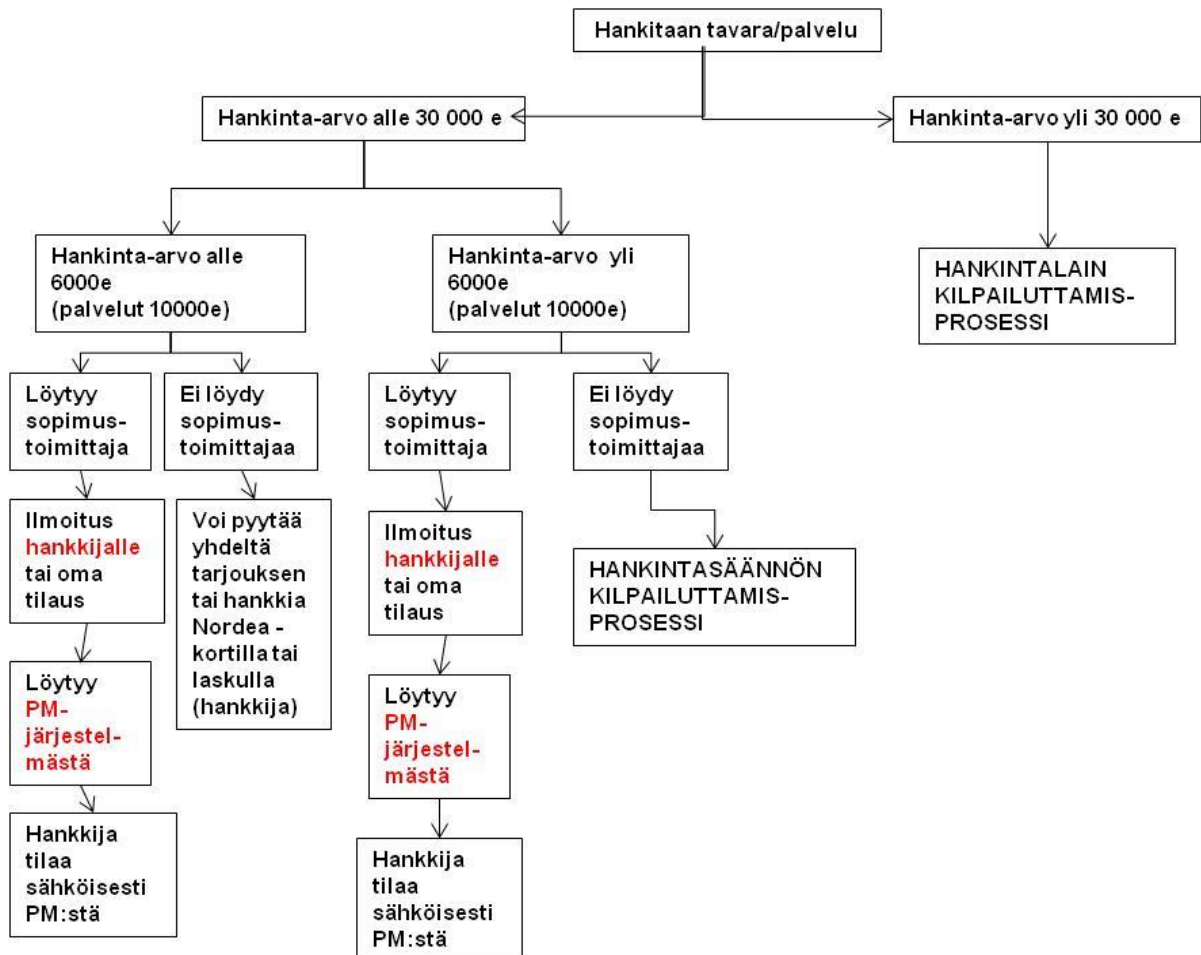 Hankitaan tavara/palvelu
Hankinta-arvo alle 30 000 e
Hankinta-arvo yli 30 000 e
Hankinta-arvo alle
6000e
(palvelut 10000e)
Hankinta-arvo yli
6000e
(palvelut 10000e)
HANKINTALAIN
KILPAILUTTAMIS-
PROSESSI
Löytyy
sopimus-
toimittaja
Ei löydy
sopimus-
toimittajaa
Löytyy
sopimus-
toimittaja
Ei löydy
sopimus-
toimittajaa
Ilmoitus
hankkijalle
tai oma
tilaus
Voi pyytää
yhdeltä
tarjouksen
tai hankkia
Nordea -
kortilla tai
laskulla
(hankkija)
Ilmoitus
hankkijalle
tai oma
tilaus
HANKINTASÄÄNNÖN
KILPAILUTTAMIS-
PROSESSI
Löytyy
PM-
järjestel-
mästä
Löytyy
PM-
järjestel-
mästä
Hankkija
tilaa
sähköisesti
PM:stä
Hankkija
tilaa
sähköisesti
PM:stä